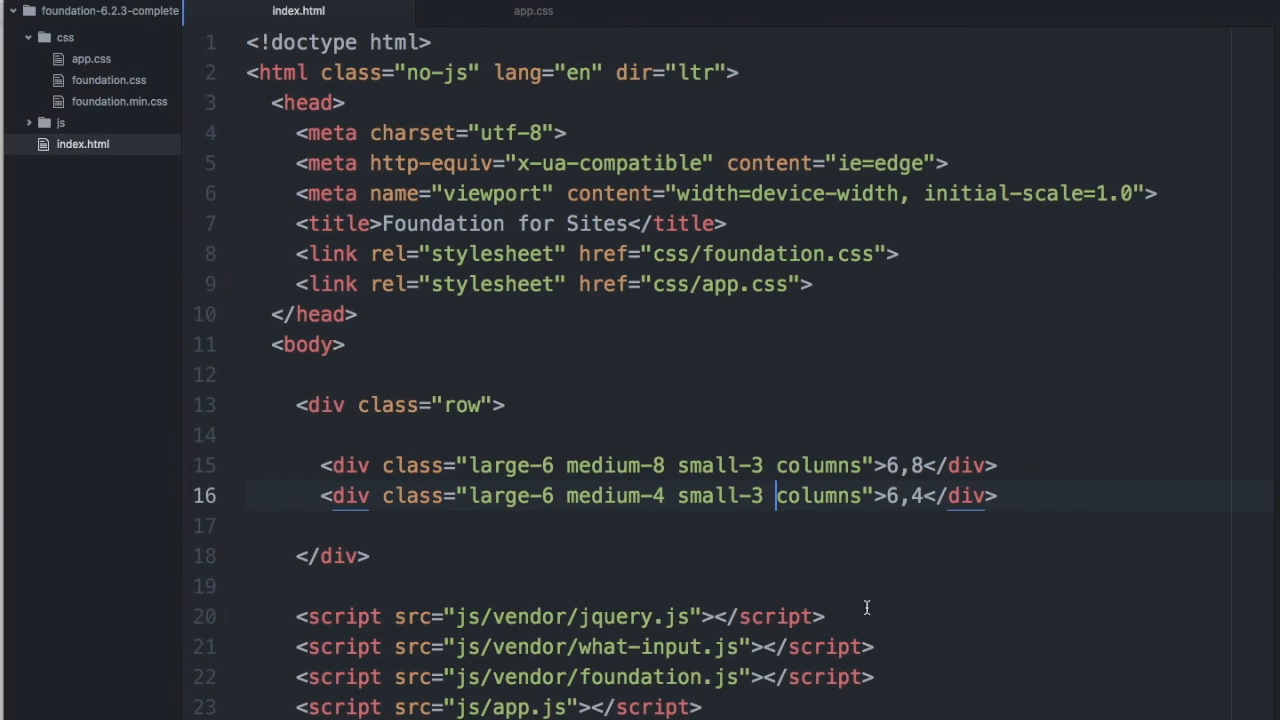 foundation-6.2.3-complete
css
app.css
foundation.css
foundation.min.css
js
index.html
index.html
app.css
1 <!doctype html>
2 <html class="no-js" lang="en" dir="ltr">
3 <head>
4 <meta charset="utf-8">
5 <meta http-equiv="x-ua-compatible" content="ie=edge">
6 <meta name="viewport" content="width=device-width, initial-scale=1.0">
7 <title>Foundation for Sites</title>
8 <link rel="stylesheet" href="css/foundation.css">
9 <link rel="stylesheet" href="css/app.css">
10 </head>
11 <body>
12
13 <div class="row">
14
15 <div class="large-6 medium-8 small-3 columns">6,8</div>
16 <div class="large-6 medium-4 small-3 columns">6,4</div>
17
18 </div>
19
20 <script src="js/vendor/jquery.js"></script>
21 <script src="js/vendor/what-input.js"></script>
22 <script src="js/vendor/foundation.js"></script>
23 <script src="js/app.js"></script>